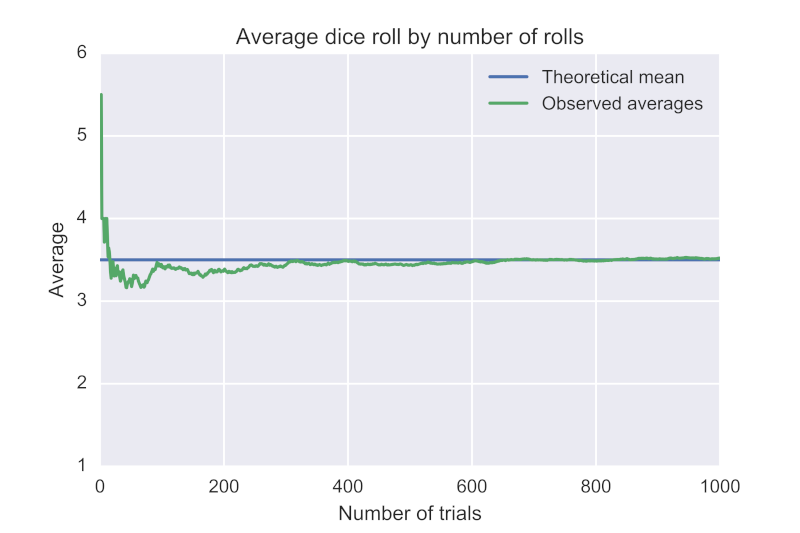 Average dice roll by number of rolls
Theoretical mean
Observed averages
6
5
4
3
2
1
Average
0 200 400 600 800 1000
Number of trials